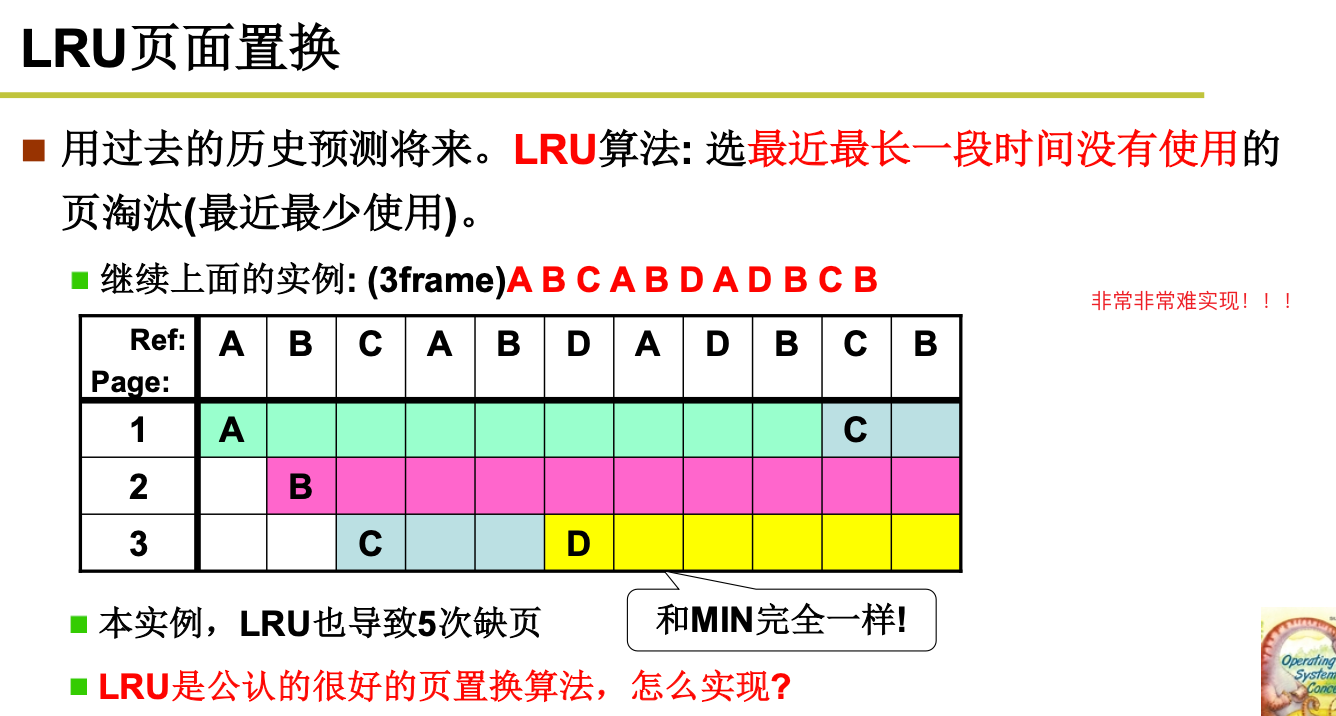 LRU页面置换
用过去的历史预测将来。LRU算法: 选最近最长一段时间没有使用的
页淘汰(最近最少使用)。
继续上面的实例: (3frame)A B C A B D A D B C B
非常非常难实现！！！
Ref: A B C A B D A D B C B
Page:
1 A C
2 B
3 C D
和MIN完全一样!
本实例，LRU也导致5次缺页
LRU是公认的很好的页置换算法，怎么实现?
Operating
System